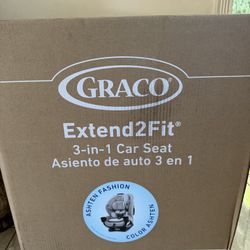 GRACO®
Extend2Fit®
3-in-1 Car Seat
Asiento de auto 3 en 1
ASHTEN FASHION
COLOR ASHTEN